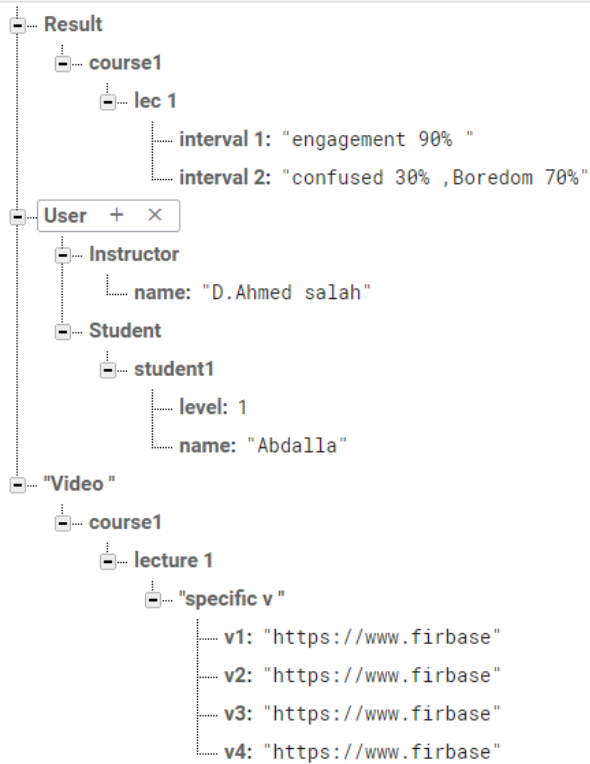 Result
course1
lec 1
interval 1: "engagement 90% "
interval 2: "confused 30% ,Boredom 70%"
User + ×
Instructor
name: "D.Ahmed salah"
Student
student1
level: 1
name: "Abdalla"
"Video "
course1
lecture 1
"specific v "
v1: "https://www.firbase"
v2: "https://www.firbase"
v3: "https://www.firbase"
v4: "https://www.firbase"